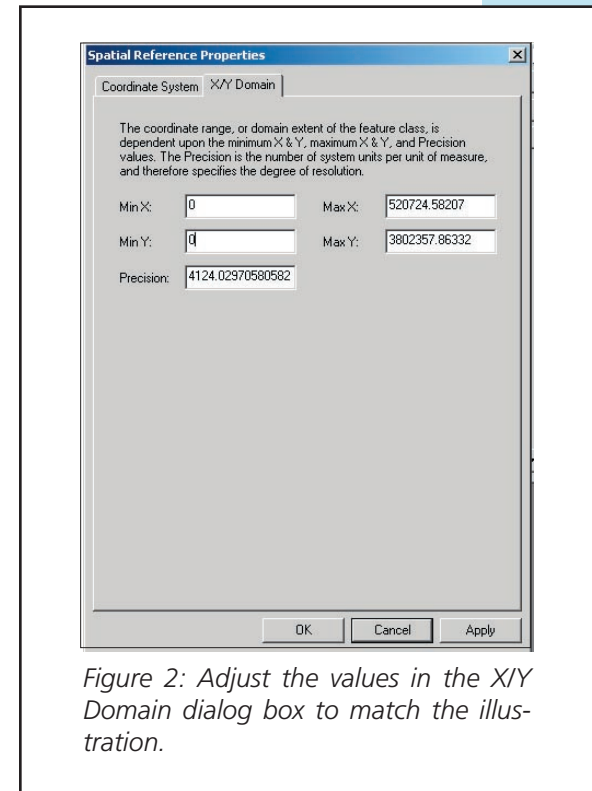 Spatial Reference Properties
Coordinate System X/Y Domain
The coordinate range, or domain extent of the feature class, is
dependent upon the minimum X & Y, maximum X & Y, and Precision
values. The Precision is the number of system units per unit of measure,
and therefore specifies the degree of resolution.
Min X: 0 Max X: 520724.58207
Min Y: 0 Max Y: 3802357.86332
Precision: 4124.02970580582
OK Cancel Apply
Figure 2: Adjust the values in the X/Y
Domain dialog box to match the illus-
tration.